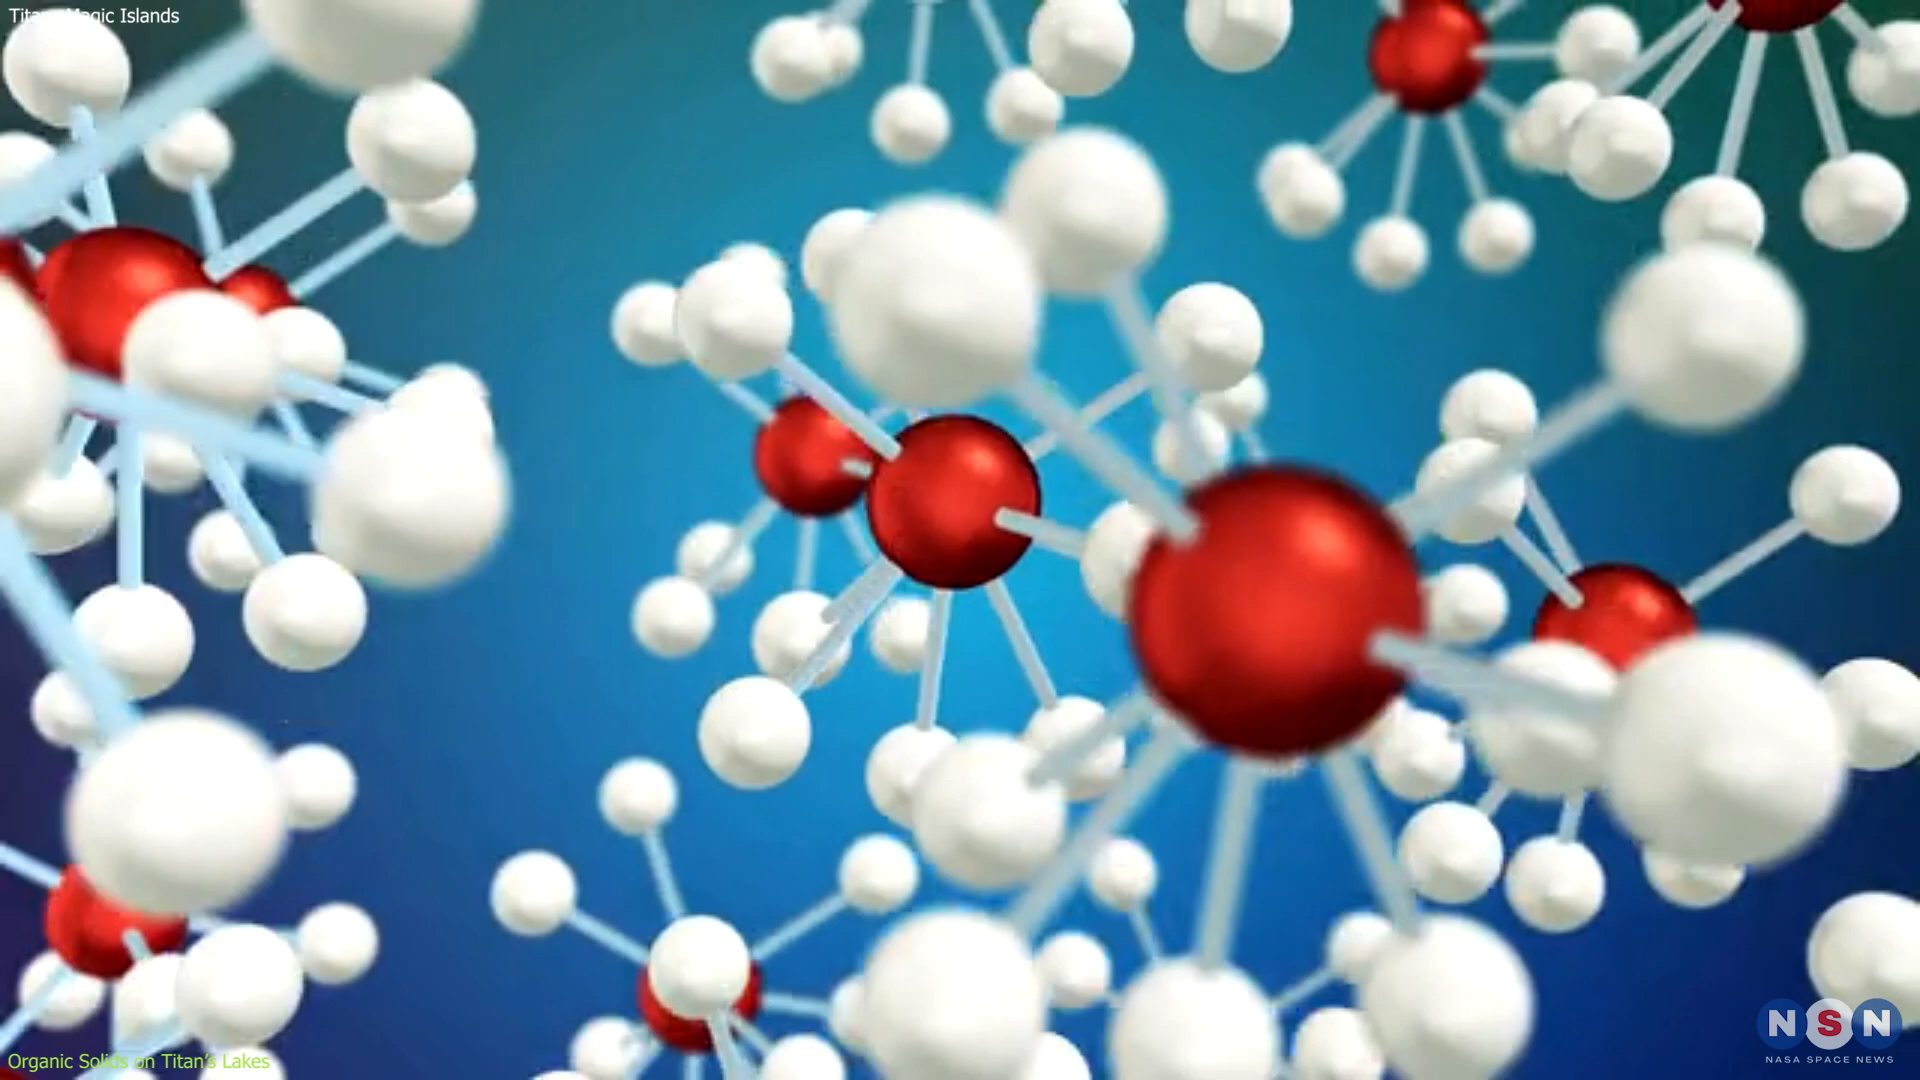 Titan's Magic Islands
NSN
NASA SPACE NEWS
Organic Solids on Titan's Lakes